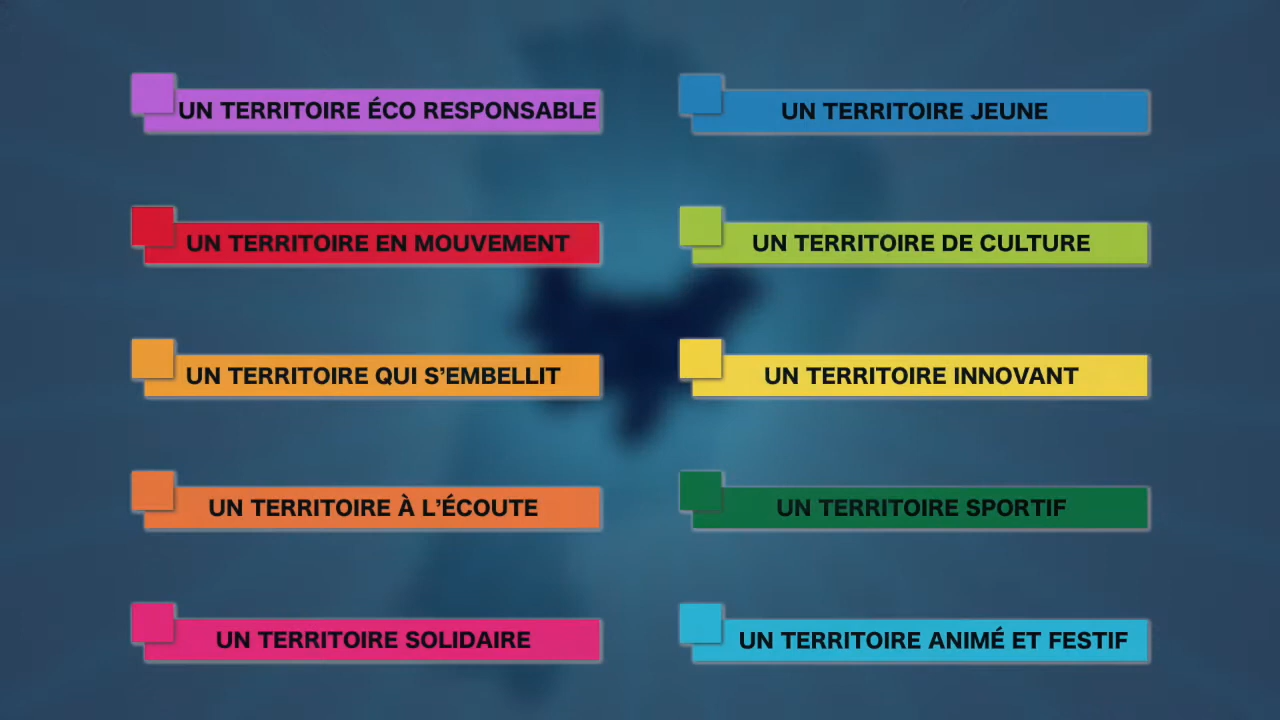 UN TERRITOIRE ÉCO RESPONSABLE
UN TERRITOIRE EN MOUVEMENT
UN TERRITOIRE QUI S’EMBELLIT
UN TERRITOIRE À L’ÉCOUTE
UN TERRITOIRE SOLIDAIRE
UN TERRITOIRE JEUNE
UN TERRITOIRE DE CULTURE
UN TERRITOIRE INNOVANT
UN TERRITOIRE SPORTIF
UN TERRITOIRE ANIMÉ ET FESTIF